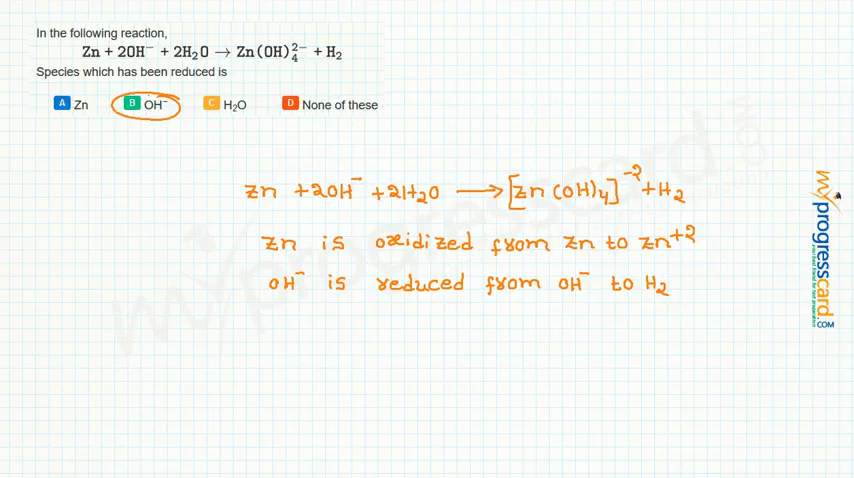 In the following reaction,
Zn + 2OH⁻ + 2H₂O → Zn(OH)₄²⁻ + H₂
Species which has been reduced is
A Zn B OH⁻ C H₂O D None of these
Zn + 2OH⁻ + 2H₂O → [Zn(OH)₄]⁻² + H₂
Zn is oxidized from Zn to Zn⁺²
OH⁻ is reduced from OH⁻ to H₂
myprogresscard
.COM
myprogresscard